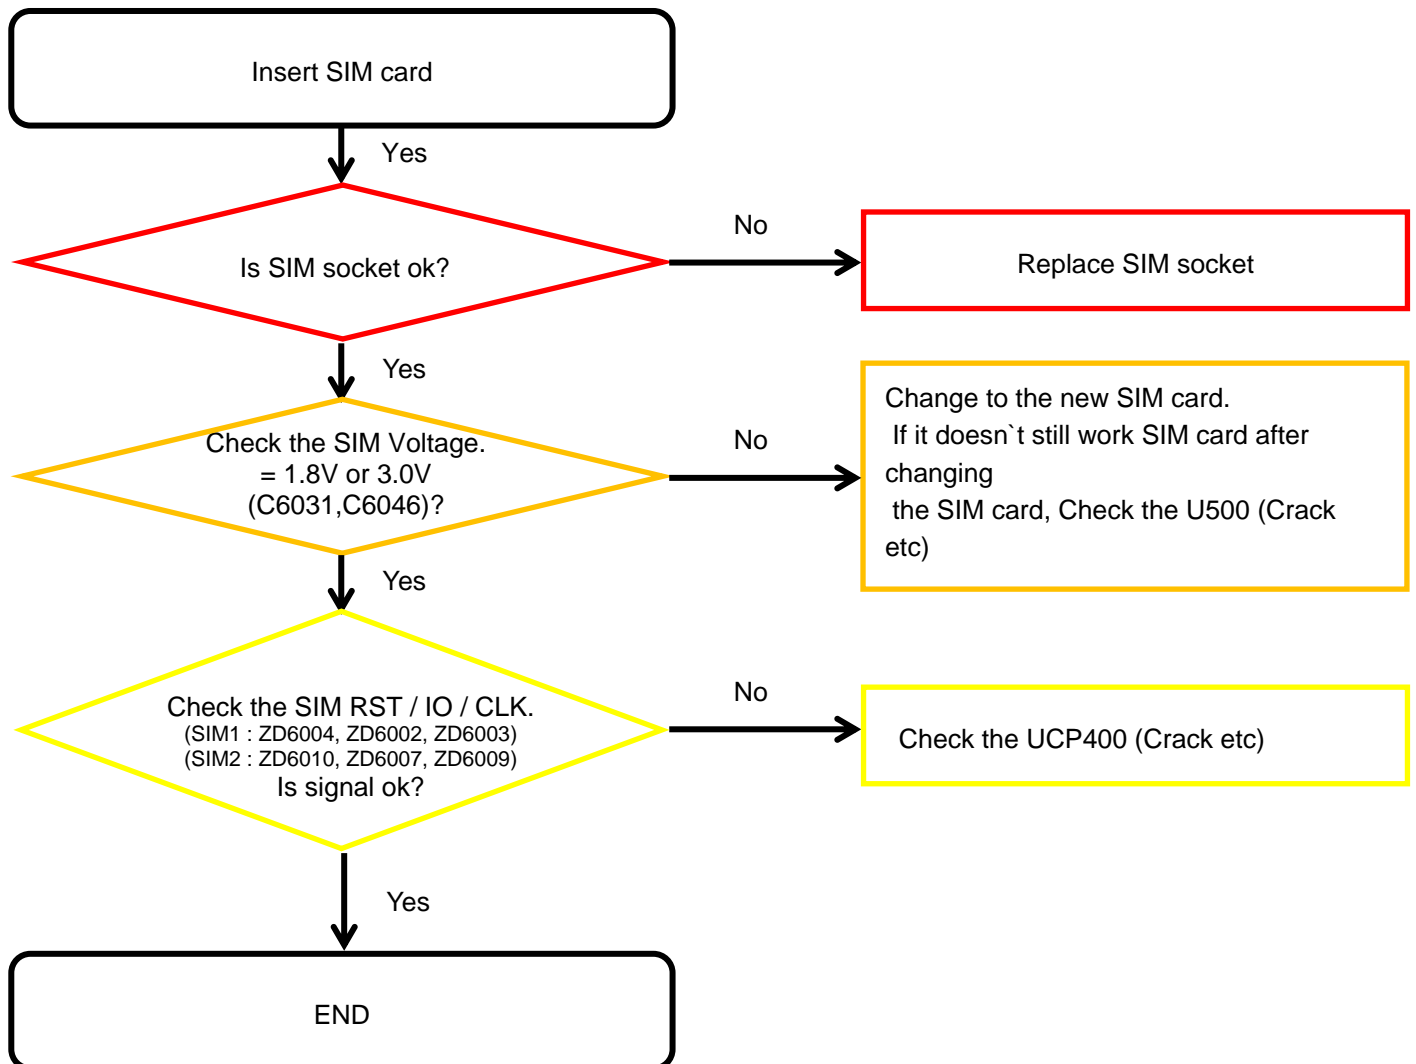 Insert SIM card
Yes
Is SIM socket ok?
No
Replace SIM socket
Yes
Check the SIM Voltage.
= 1.8V or 3.0V
(C6031,C6046)?
No
Change to the new SIM card.
If it doesn`t still work SIM card after
changing
the SIM card, Check the U500 (Crack
etc)
Yes
Check the SIM RST / IO / CLK.
(SIM1 : ZD6004, ZD6002, ZD6003)
(SIM2 : ZD6010, ZD6007, ZD6009)
Is signal ok?
No
Check the UCP400 (Crack etc)
Yes
END